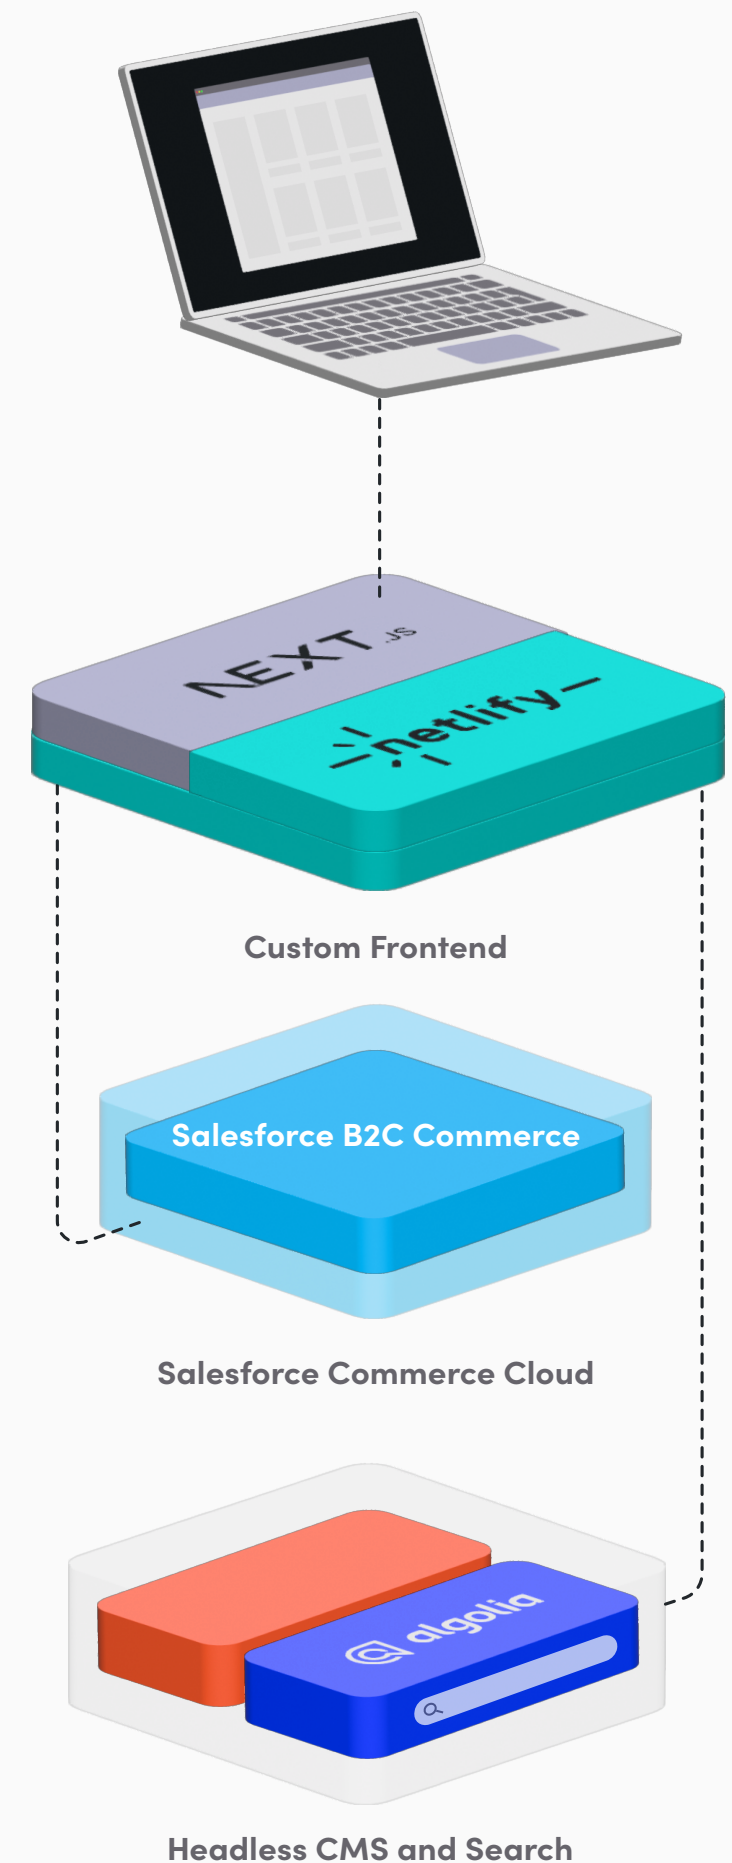 NEXT.JS
netlify
Custom Frontend
Salesforce B2C Commerce
Salesforce Commerce Cloud
algolia
Headless CMS and Search